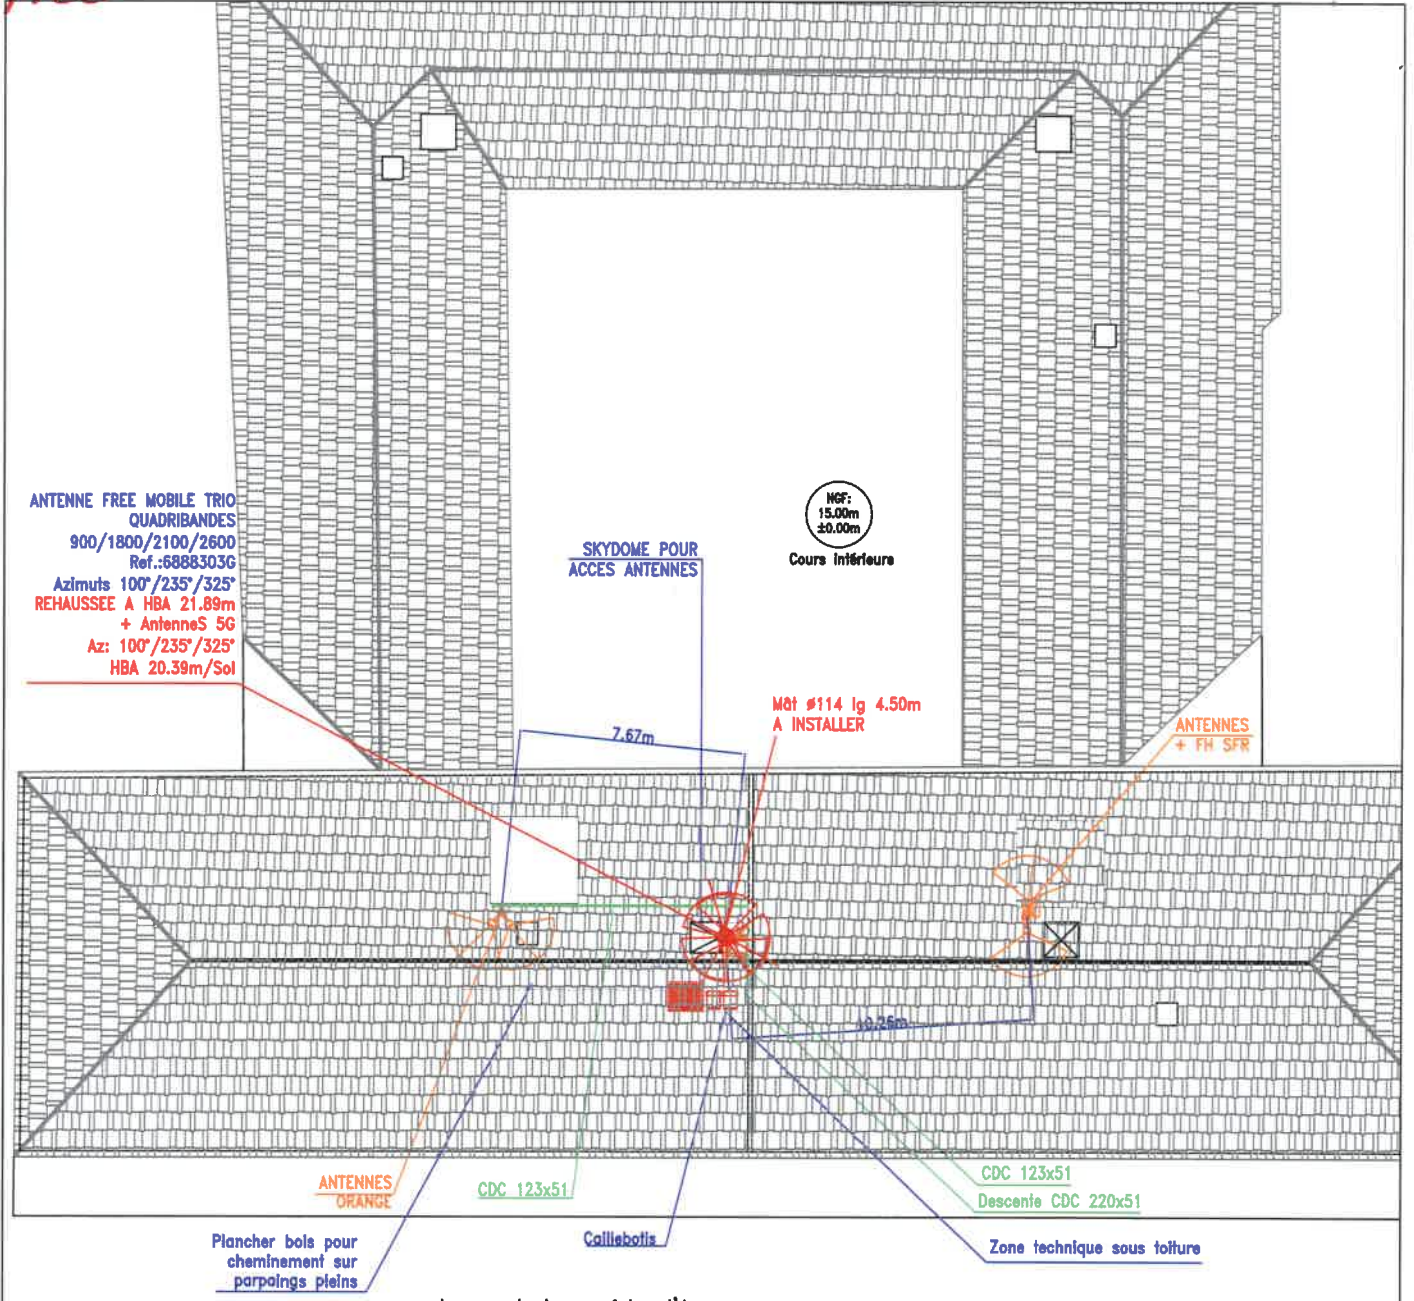 ANTENNE FREE MOBILE TRIO
QUADRIBANDES
900/1800/2100/2600
Ref.:6888303G
Azimuts 100°/235°/325°
REHAUSSEE A HBA 21.89m
+ AntenneS 5G
Az: 100°/235°/325°
HBA 20.39m/Sol
SKYDOME POUR
ACCES ANTENNES
NGF:
15.00m
±0.00m
Cours intérieure
Mât ø114 lg 4.50m
A INSTALLER
7.67m
ANTENNES
+ FH SFR
10.26m
ANTENNES
ORANGE
CDC 123x51
CDC 123x51
Descente CDC 220x51
Plancher bois pour
cheminement sur
parpaings pleins
Caillebotis
Zone technique sous toiture